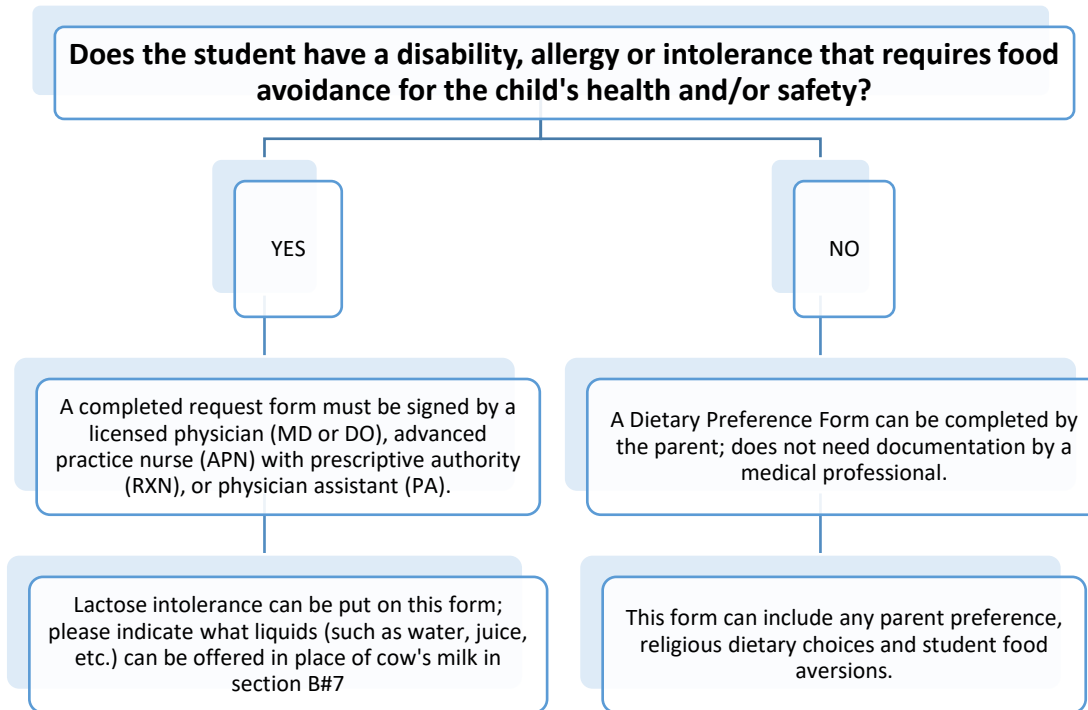 Does the student have a disability, allergy or intolerance that requires food
avoidance for the child's health and/or safety?
YES
NO
A completed request form must be signed by a
licensed physician (MD or DO), advanced
practice nurse (APN) with prescriptive authority
(RXN), or physician assistant (PA).
A Dietary Preference Form can be completed by
the parent; does not need documentation by a
medical professional.
Lactose intolerance can be put on this form;
please indicate what liquids (such as water, juice,
etc.) can be offered in place of cow's milk in
section B#7
This form can include any parent preference,
religious dietary choices and student food
aversions.